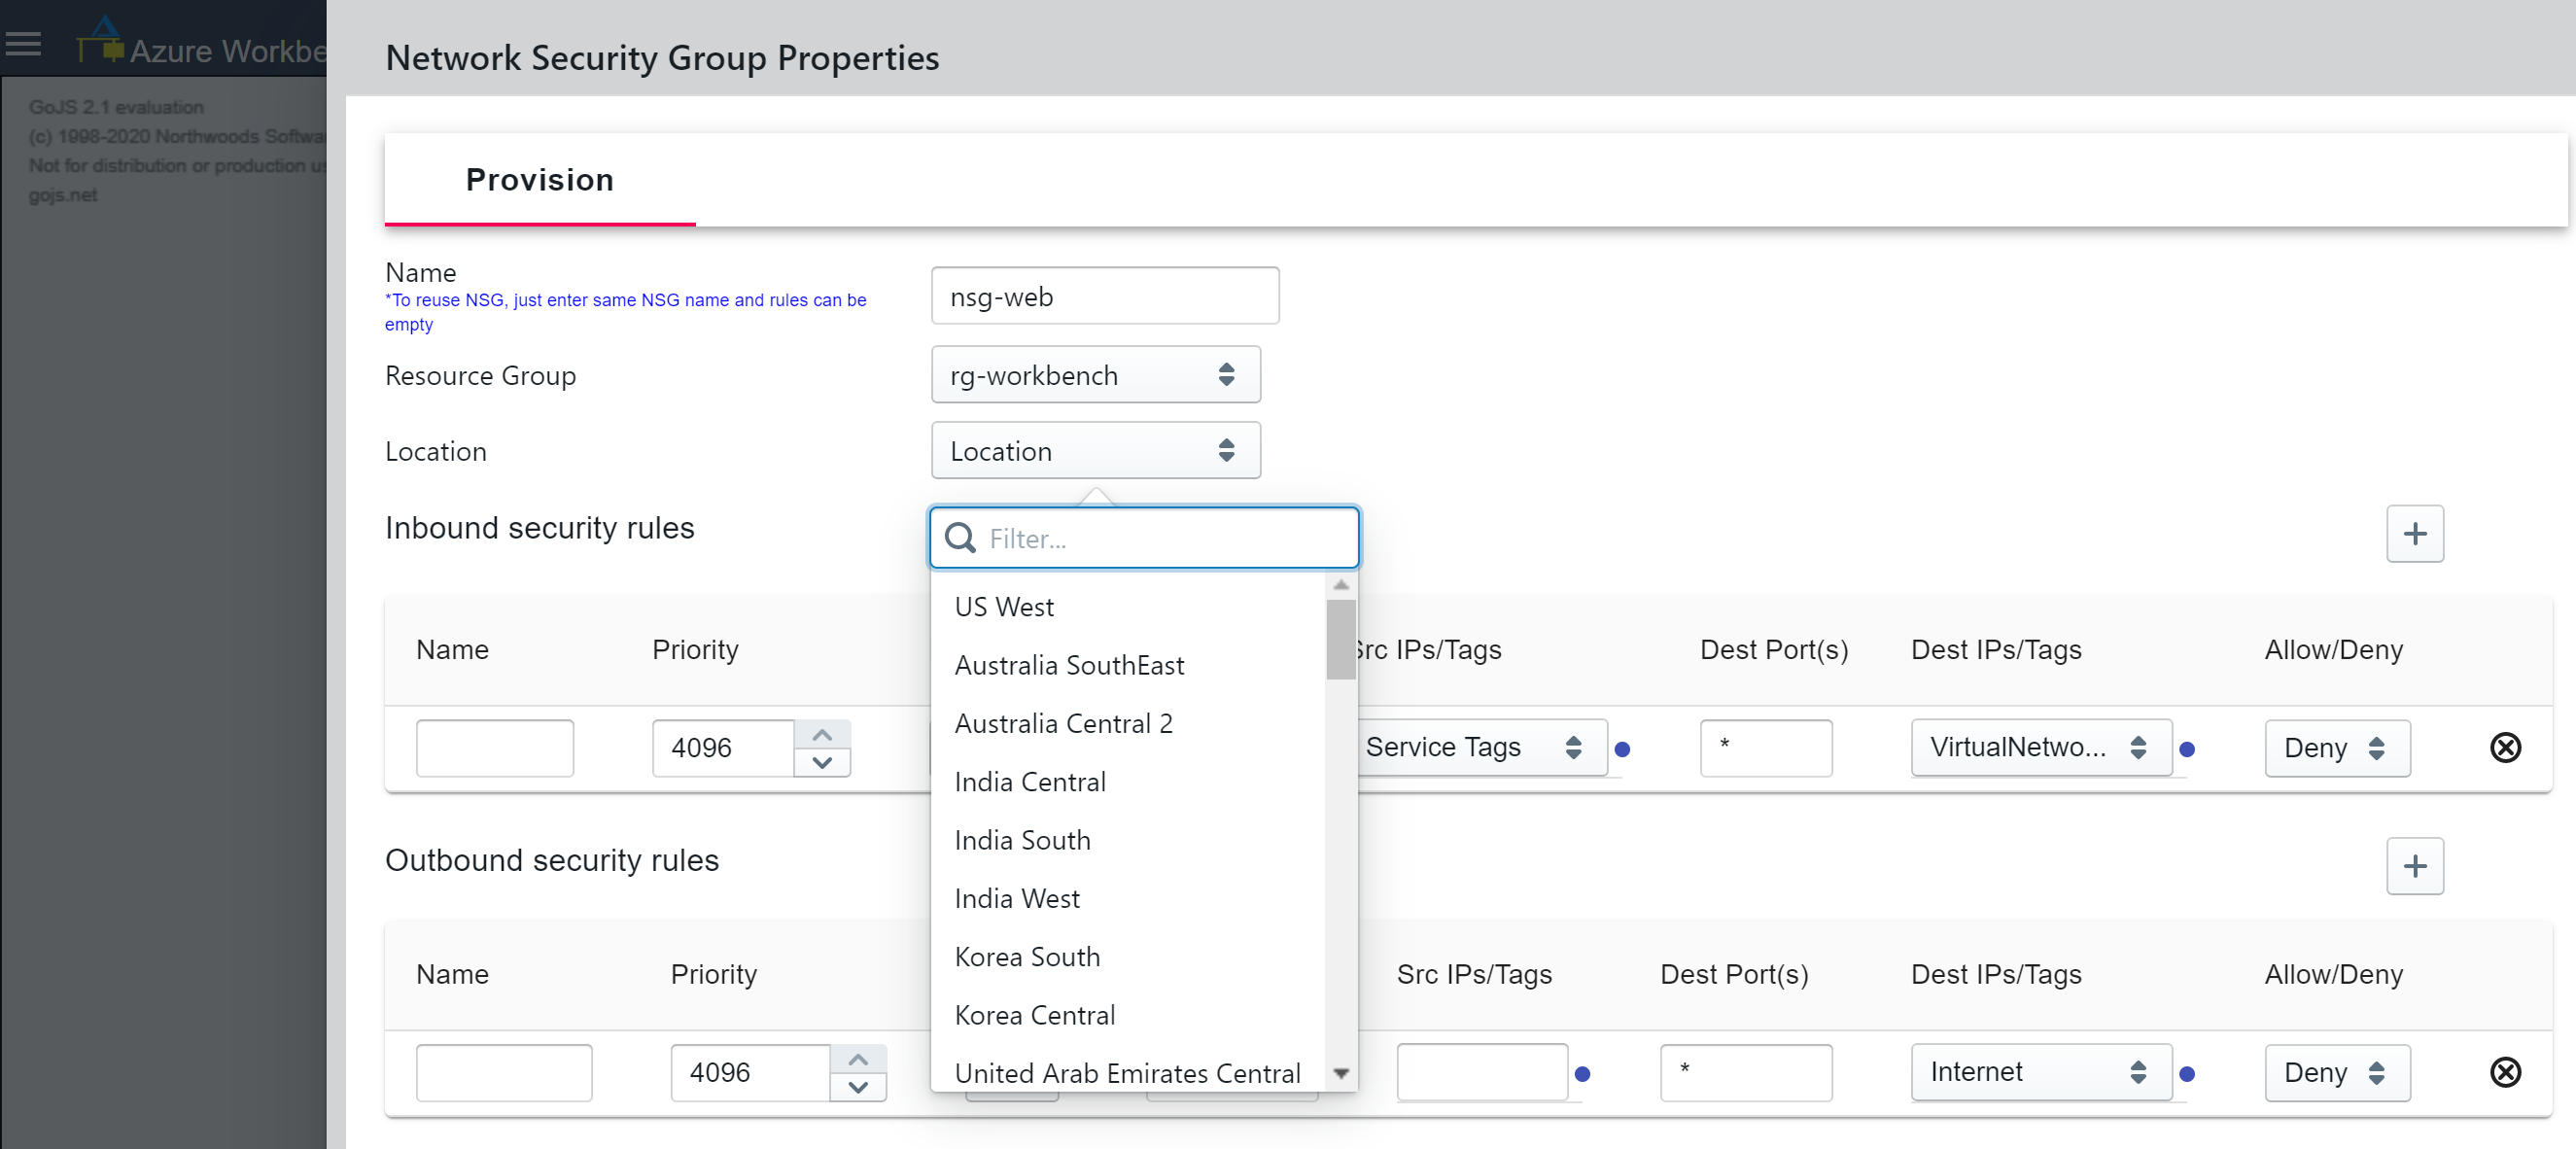 Azure Workbe
Network Security Group Properties
GoJS 2.1 evaluation
(c) 1998-2020 Northwoods Softwa
Not for distribution or production us
gojs.net
Provision
Name
*To reuse NSG, just enter same NSG name and rules can be
empty
nsg-web
Resource Group
rg-workbench
Location
Location
Inbound security rules
+
Filter...
US West
Australia SouthEast
Australia Central 2
India Central
India South
India West
Korea South
Korea Central
United Arab Emirates Central
Name Priority Src IPs/Tags Dest Port(s) Dest IPs/Tags Allow/Deny
4096 Service Tags * VirtualNetwo... Deny
Outbound security rules
+
Name Priority Src IPs/Tags Dest Port(s) Dest IPs/Tags Allow/Deny
4096 * Internet Deny